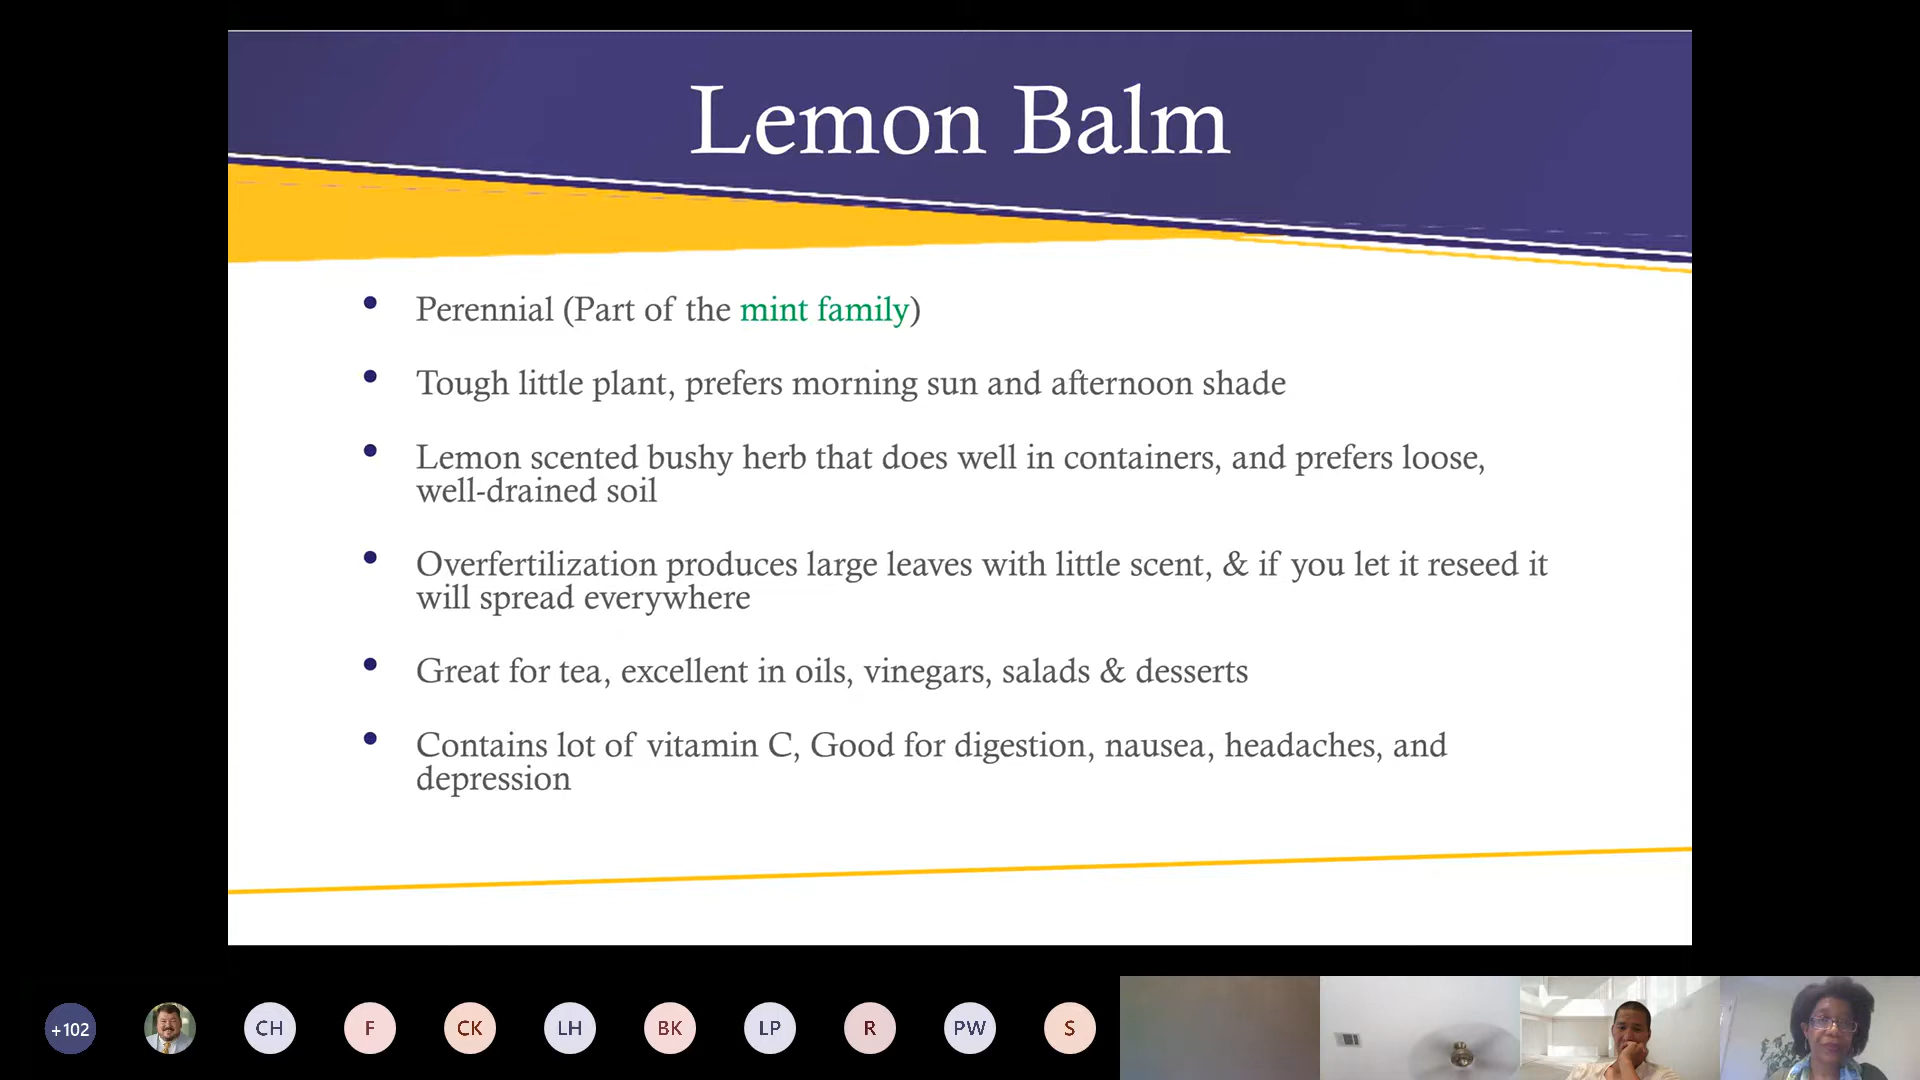 Lemon Balm
• Perennial (Part of the mint family)
• Tough little plant, prefers morning sun and afternoon shade
• Lemon scented bushy herb that does well in containers, and prefers loose,
well-drained soil
• Overfertilization produces large leaves with little scent, & if you let it reseed it
will spread everywhere
• Great for tea, excellent in oils, vinegars, salads & desserts
• Contains lot of vitamin C, Good for digestion, nausea, headaches, and
depression
+102 CH F CK LH BK LP R PW S